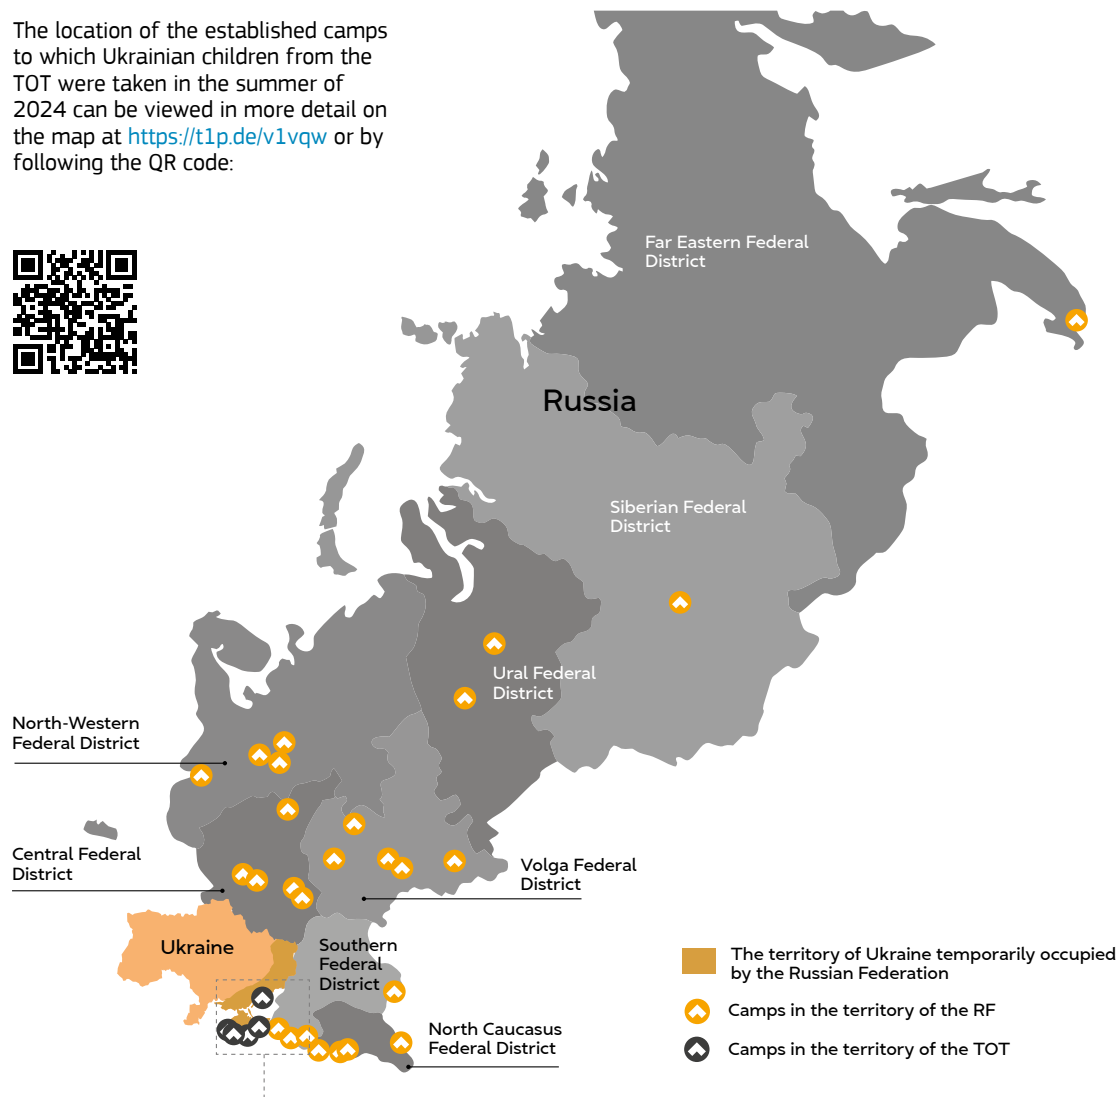 The location of the established camps
to which Ukrainian children from the
TOT were taken in the summer of
2024 can be viewed in more detail on
the map at https://t1p.de/v1vqw or by
following the QR code:
Far Eastern Federal
District
Russia
Siberian Federal
District
Ural Federal
District
North-Western
Federal District
Central Federal
District
Volga Federal
District
Ukraine
Southern
Federal
District
North Caucasus
Federal District
The territory of Ukraine temporarily occupied
by the Russian Federation
Camps in the territory of the RF
Camps in the territory of the TOT